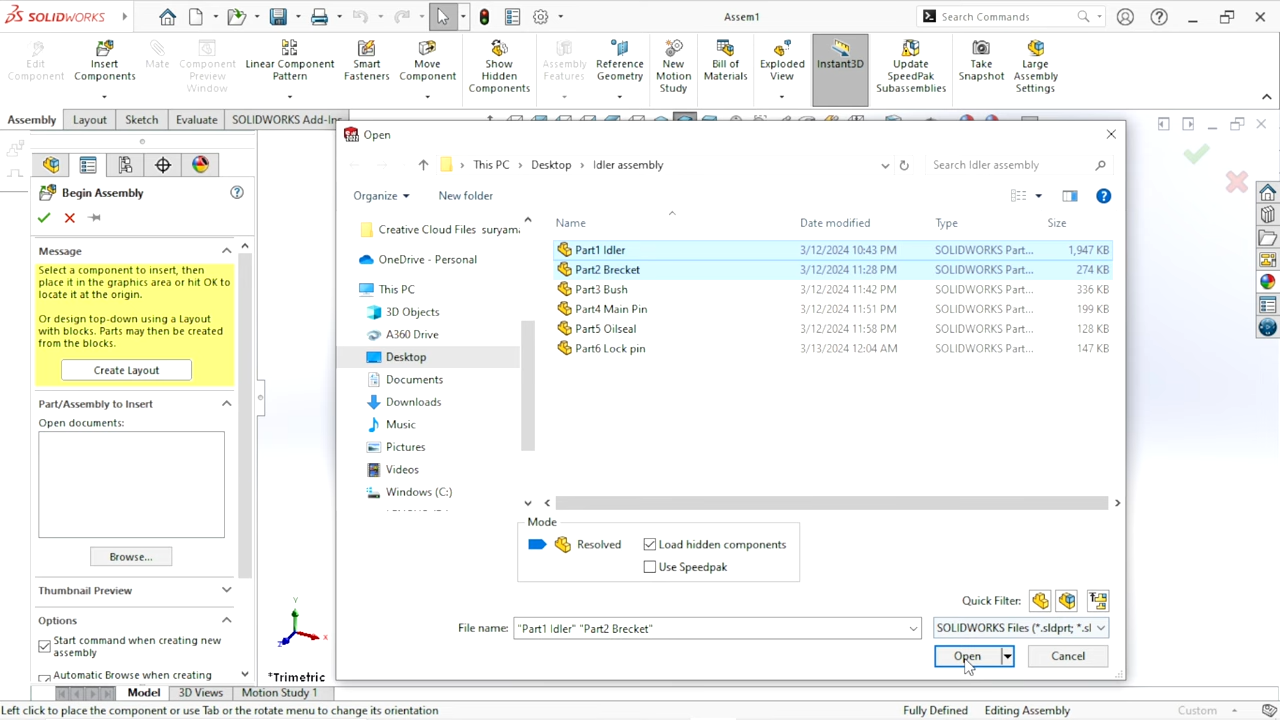 SOLIDWORKS
Assem1
Search Commands
Edit Component
Insert Components
Mate
Component Preview Window
Linear Component Pattern
Smart Fasteners
Move Component
Show Hidden Components
Assembly Features
Reference Geometry
New Motion Study
Bill of Materials
Exploded View
Instant3D
Update SpeedPak Subassemblies
Take Snapshot
Large Assembly Settings
Assembly Layout Sketch Evaluate SOLIDWORKS Add-Ins
Begin Assembly
Message
Select a component to insert, then
place it in the graphics area or hit OK to
locate it at the origin.
Or design top-down using a Layout
with blocks. Parts may then be created
from the blocks.
Create Layout
Part/Assembly to Insert
Open documents:
Browse...
Thumbnail Preview
Options
Start command when creating new
assembly
Automatic Browse when creating
Open
This PC > Desktop > Idler assembly
Search Idler assembly
Organize New folder
Creative Cloud Files suryama
OneDrive - Personal
This PC
3D Objects
A360 Drive
Desktop
Documents
Downloads
Music
Pictures
Videos
Windows (C:)
Name Date modified Type Size
Part1 Idler 3/12/2024 10:43 PM SOLIDWORKS Part... 1,947 KB
Part2 Brecket 3/12/2024 11:28 PM SOLIDWORKS Part... 274 KB
Part3 Bush 3/12/2024 11:42 PM SOLIDWORKS Part... 336 KB
Part4 Main Pin 3/12/2024 11:51 PM SOLIDWORKS Part... 199 KB
Part5 Oilseal 3/12/2024 11:58 PM SOLIDWORKS Part... 128 KB
Part6 Lock pin 3/13/2024 12:04 AM SOLIDWORKS Part... 147 KB
Mode
Resolved
Load hidden components
Use Speedpak
Quick Filter:
File name: "Part1 Idler" "Part2 Brecket"
SOLIDWORKS Files (*.sldprt; *.sl
Open Cancel
Y
X
Z
*Trimetric
Model 3D Views Motion Study 1
Left click to place the component or use Tab or the rotate menu to change its orientation
Fully Defined Editing Assembly Custom